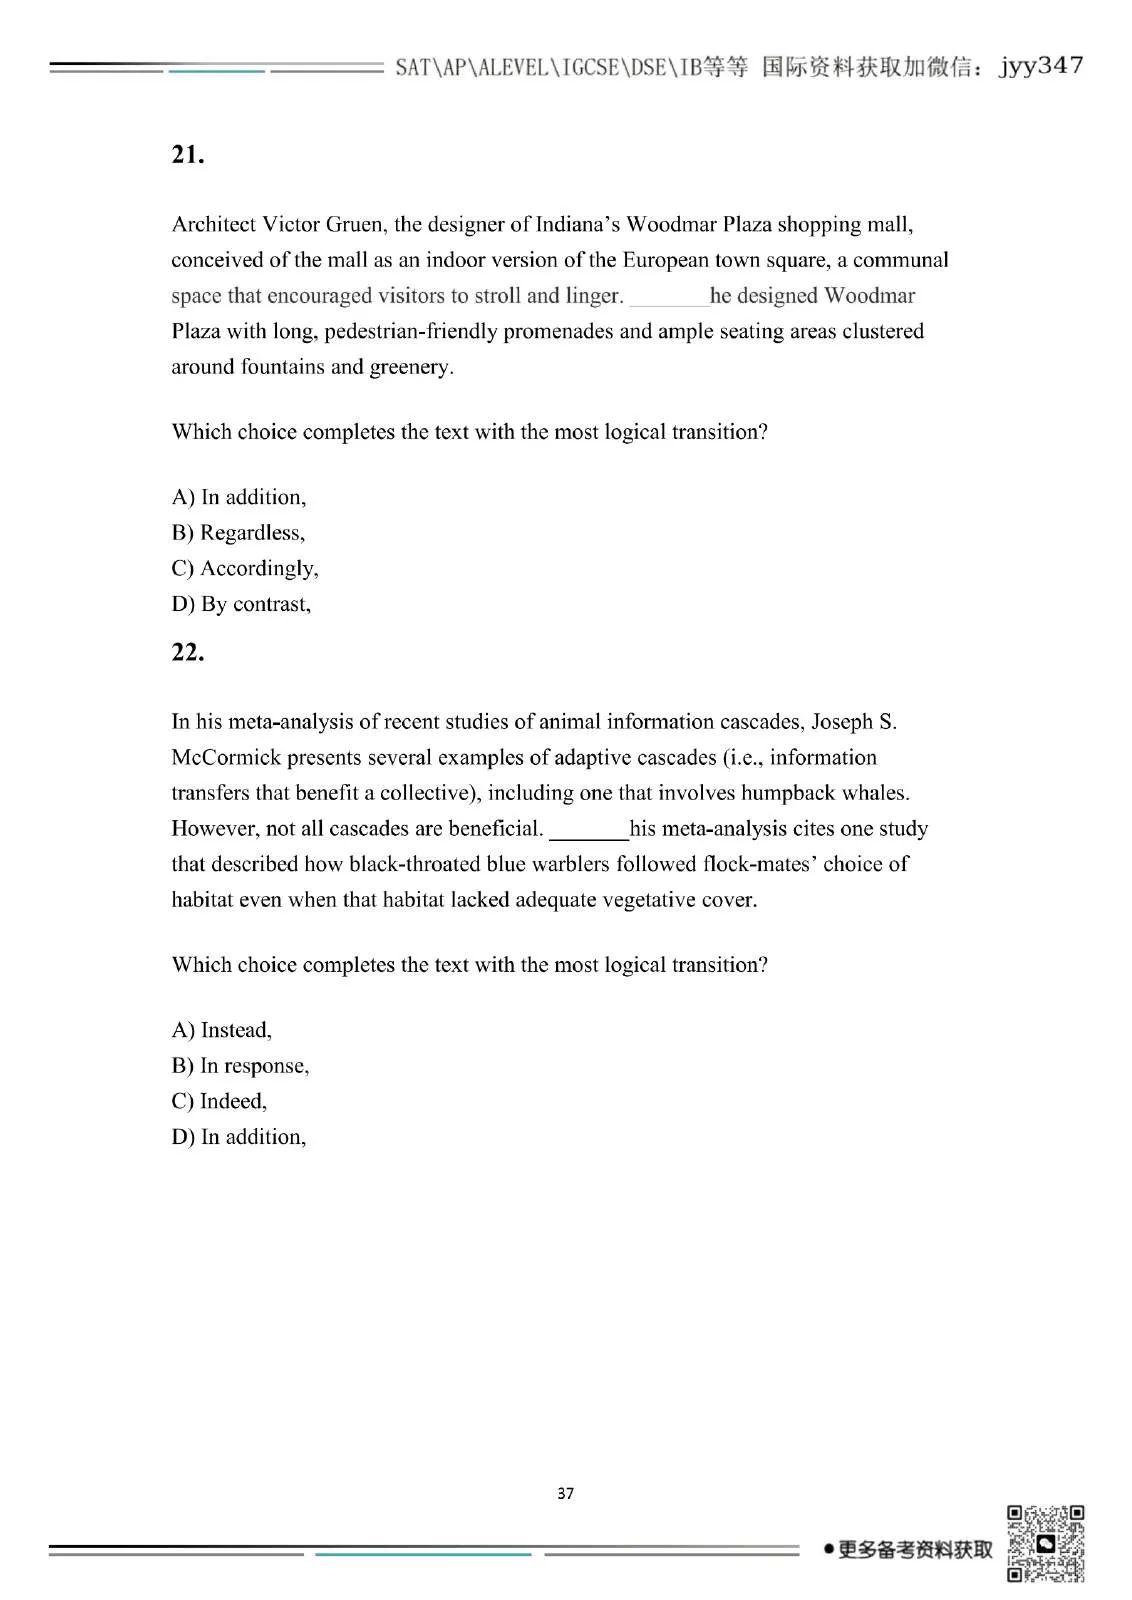 SAT\AP\ALEVEL\IGCSE\DSE\IB等等 国际资料获取加微信：jyy347
21.
Architect Victor Gruen, the designer of Indiana’s Woodmar Plaza shopping mall,
conceived of the mall as an indoor version of the European town square, a communal
space that encouraged visitors to stroll and linger. _______he designed Woodmar
Plaza with long, pedestrian-friendly promenades and ample seating areas clustered
around fountains and greenery.
Which choice completes the text with the most logical transition?
A) In addition,
B) Regardless,
C) Accordingly,
D) By contrast,
22.
In his meta-analysis of recent studies of animal information cascades, Joseph S.
McCormick presents several examples of adaptive cascades (i.e., information
transfers that benefit a collective), including one that involves humpback whales.
However, not all cascades are beneficial. _______his meta-analysis cites one study
that described how black-throated blue warblers followed flock-mates’ choice of
habitat even when that habitat lacked adequate vegetative cover.
Which choice completes the text with the most logical transition?
A) Instead,
B) In response,
C) Indeed,
D) In addition,
37
●更多备考资料获取